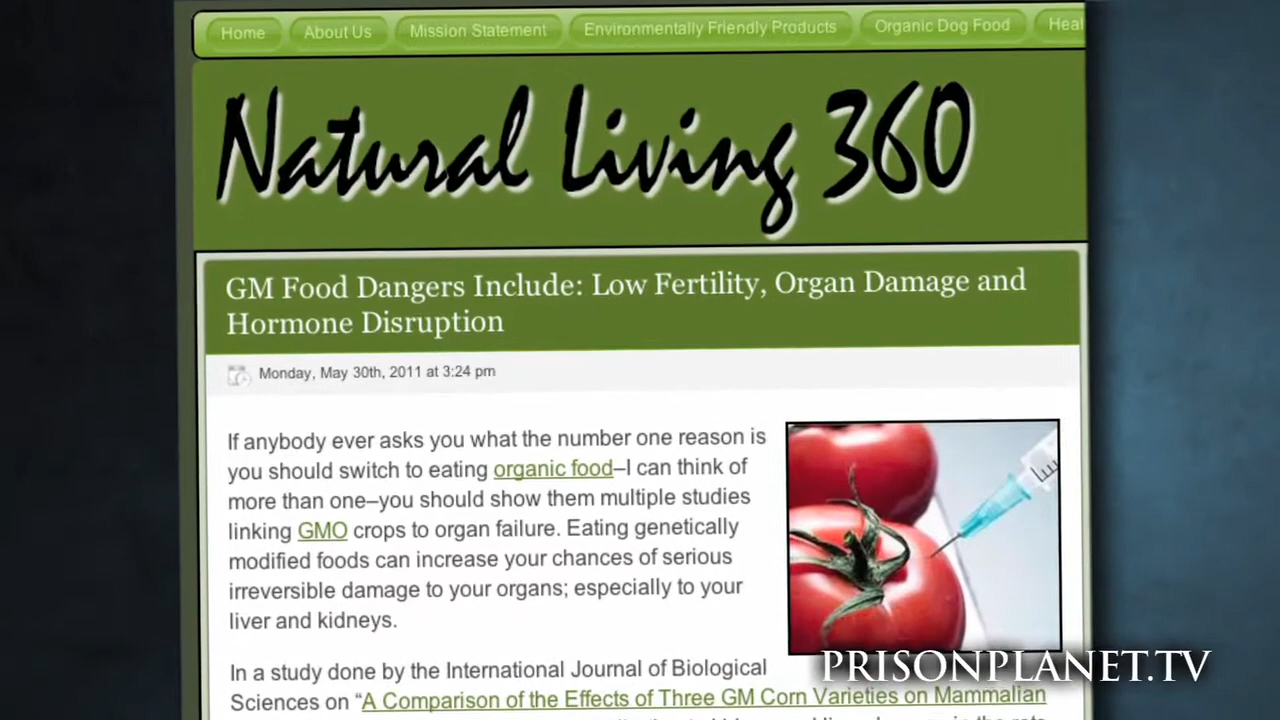 Home About Us Mission Statement Environmentally Friendly Products Organic Dog Food
Natural Living 360
GM Food Dangers Include: Low Fertility, Organ Damage and
Hormone Disruption
Monday, May 30th, 2011 at 3:24 pm
If anybody ever asks you what the number one reason is
you should switch to eating organic food–I can think of
more than one–you should show them multiple studies
linking GMO crops to organ failure. Eating genetically
modified foods can increase your chances of serious
irreversible damage to your organs; especially to your
liver and kidneys.
In a study done by the International Journal of Biological
Sciences on “A Comparison of the Effects of Three GM Corn Varieties on Mammalian
PRISONPLANET.TV